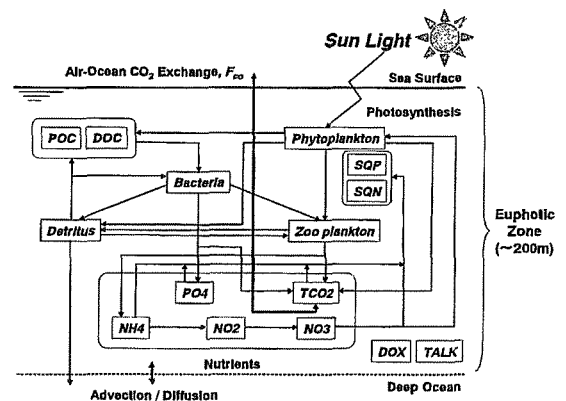 Sun Light
Air-Ocean CO2 Exchange, Fco
Sea Surface
Photosynthesis
POC
DOC
Phytoplankton
SQP
SQN
Bacteria
Detritus
Zoo plankton
Euphotic
Zone
(~200m)
PO4
TCO2
NH4
NO2
NO3
Nutrients
DOX
TALK
Deep Ocean
Advection / Diffusion